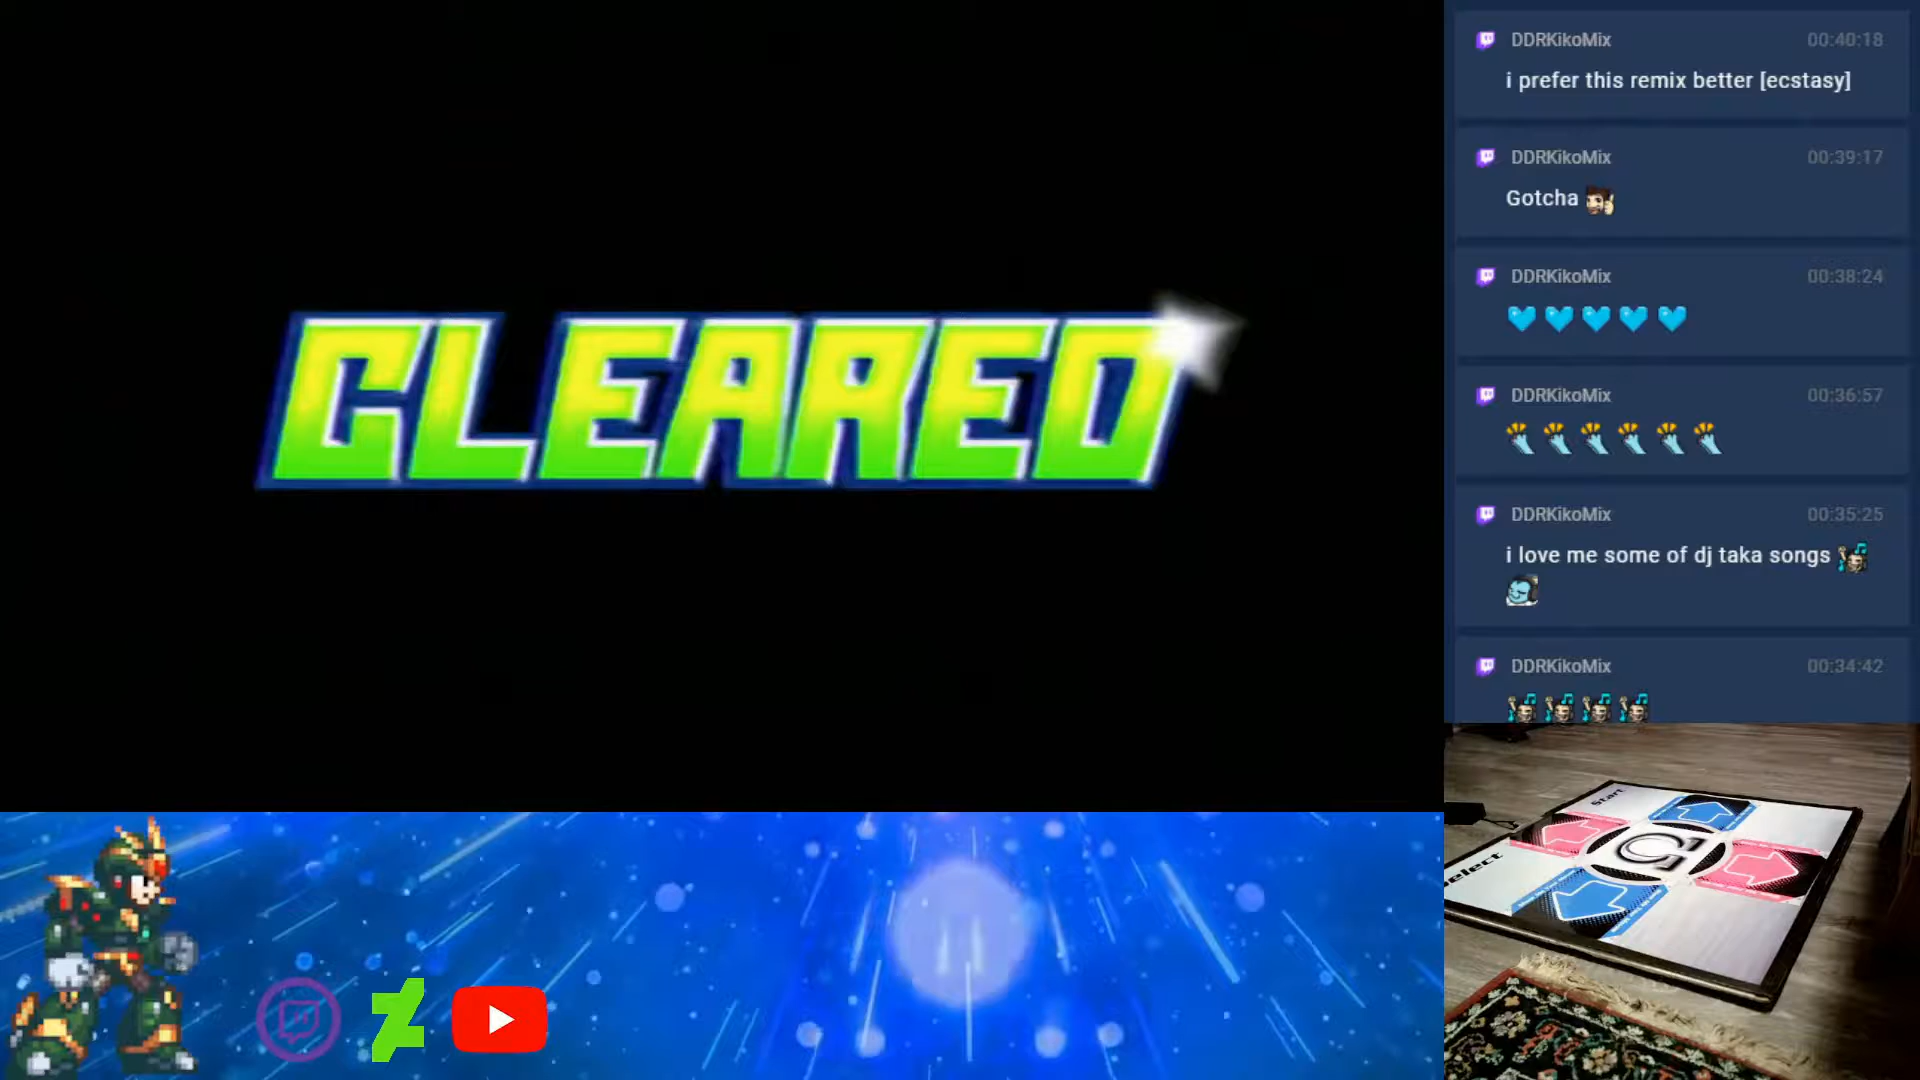 CLEARED
DDRKikoMix 00:40:18
i prefer this remix better [ecstasy]
DDRKikoMix 00:39:17
Gotcha
DDRKikoMix 00:38:24
DDRKikoMix 00:36:57
DDRKikoMix 00:35:25
i love me some of dj taka songs
DDRKikoMix 00:34:42
Start
elect